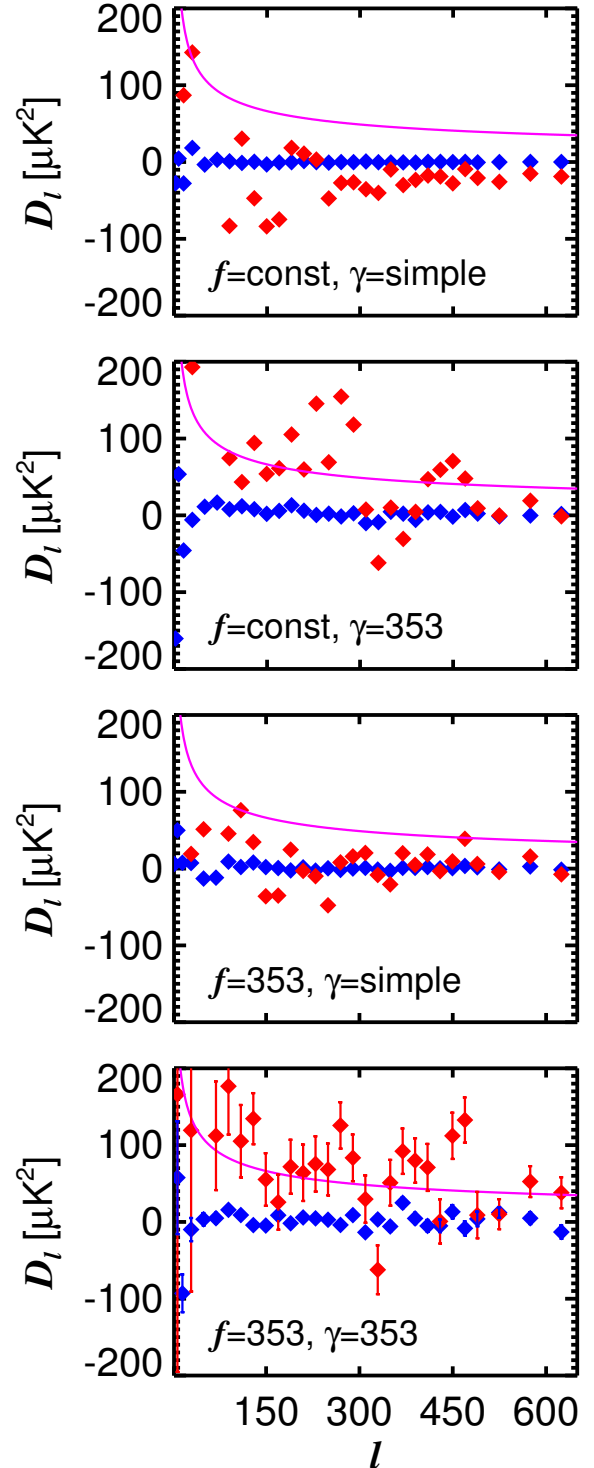 200
100
0
-100
-200
D_l [μK²]
f=const, γ=simple
200
100
0
-100
-200
D_l [μK²]
f=const, γ=353
200
100
0
-100
-200
D_l [μK²]
f=353, γ=simple
200
100
0
-100
-200
D_l [μK²]
f=353, γ=353
150 300 450 600
l